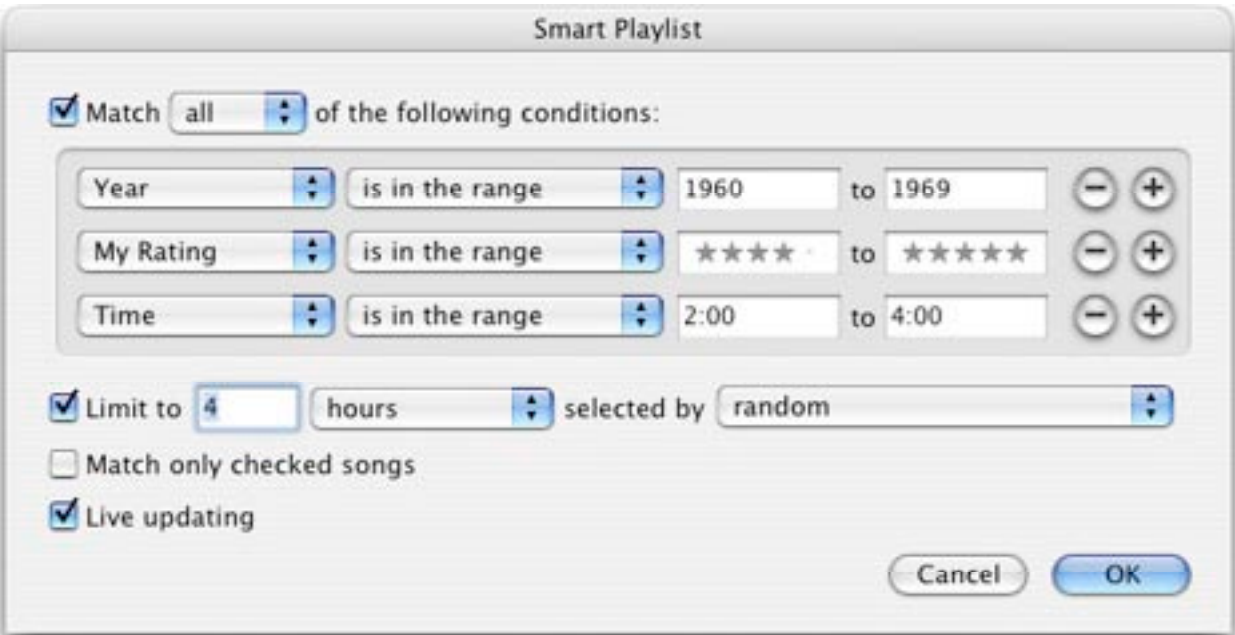 Smart Playlist
Match all of the following conditions:
Year is in the range 1960 to 1969
My Rating is in the range ★★★★· to ★★★★★
Time is in the range 2:00 to 4:00
Limit to 4 hours selected by random
Match only checked songs
Live updating
Cancel OK